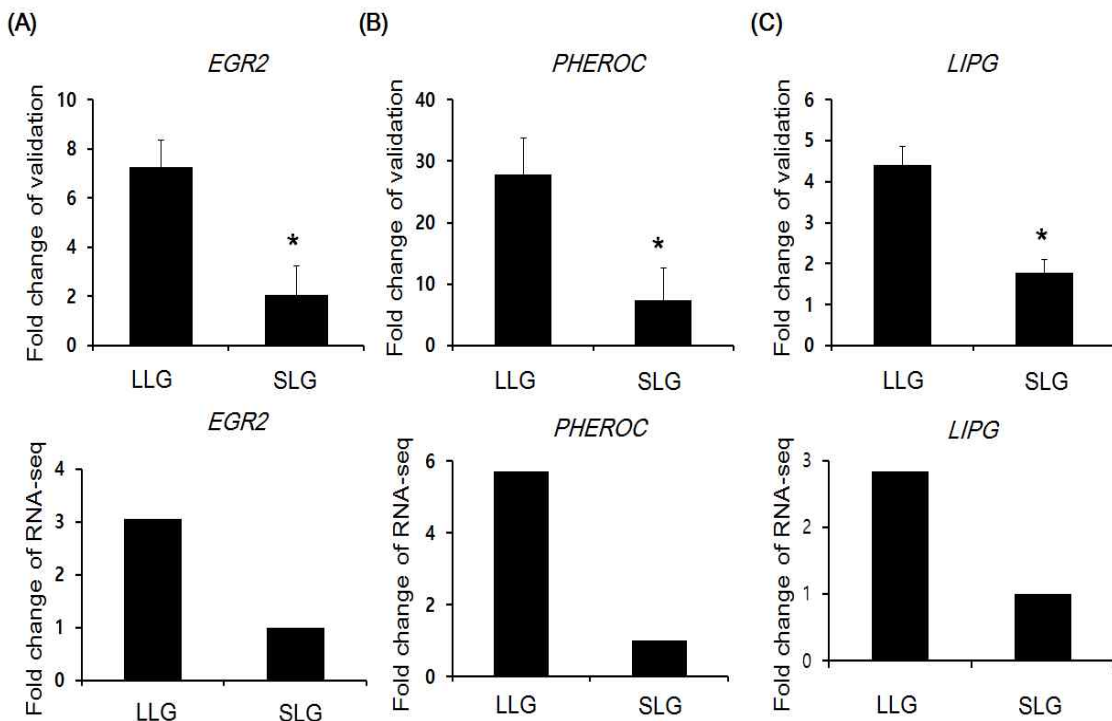 (A)
EGR2
Fold change of validation
10
8
6
4
2
0
*
LLG SLG
(B)
PHEROC
Fold change of validation
40
30
20
10
0
*
LLG SLG
(C)
LIPG
Fold change of validation
6
5
4
3
2
1
0
*
LLG SLG
EGR2
Fold change of RNA-seq
4
3
2
1
0
LLG SLG
PHEROC
Fold change of RNA-seq
6
4
2
0
LLG SLG
LIPG
Fold change of RNA-seq
3
2
1
0
LLG SLG